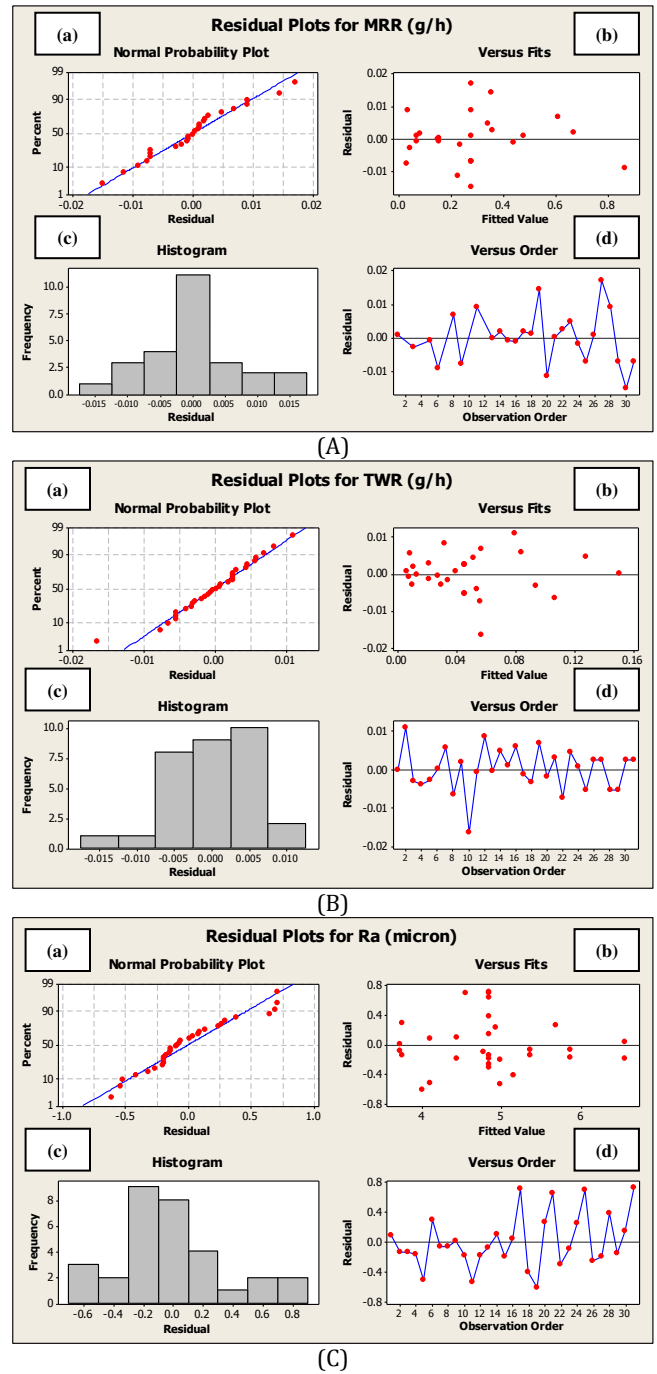 Residual Plots for MRR (g/h)
(a) (b)
Normal Probability Plot Versus Fits
99
90
50
10
1
Percent
-0.02 -0.01 0.00 0.01 0.02
Residual
0.02
0.01
0.00
-0.01
Residual
0.0 0.2 0.4 0.6 0.8
Fitted Value
(c) (d)
Histogram Versus Order
10.0
7.5
5.0
2.5
0.0
Frequency
-0.015 -0.010 -0.005 0.000 0.005 0.010 0.015
Residual
0.02
0.01
0.00
-0.01
Residual
2 4 6 8 10 12 14 16 18 20 22 24 26 28 30
Observation Order
(A)
Residual Plots for TWR (g/h)
(a) (b)
Normal Probability Plot Versus Fits
99
90
50
10
1
Percent
-0.02 -0.01 0.00 0.01
Residual
0.01
0.00
-0.01
-0.02
Residual
0.00 0.04 0.08 0.12 0.16
Fitted Value
(c) (d)
Histogram Versus Order
10.0
7.5
5.0
2.5
0.0
Frequency
-0.015 -0.010 -0.005 0.000 0.005 0.010
Residual
0.01
0.00
-0.01
-0.02
Residual
2 4 6 8 10 12 14 16 18 20 22 24 26 28 30
Observation Order
(B)
Residual Plots for Ra (micron)
(a) (b)
Normal Probability Plot Versus Fits
99
90
50
10
1
Percent
-1.0 -0.5 0.0 0.5 1.0
Residual
0.8
0.4
0.0
-0.4
-0.8
Residual
4 5 6
Fitted Value
(c) (d)
Histogram Versus Order
8
6
4
2
0
Frequency
-0.6 -0.4 -0.2 0.0 0.2 0.4 0.6 0.8
Residual
0.8
0.4
0.0
-0.4
-0.8
Residual
2 4 6 8 10 12 14 16 18 20 22 24 26 28 30
Observation Order
(C)